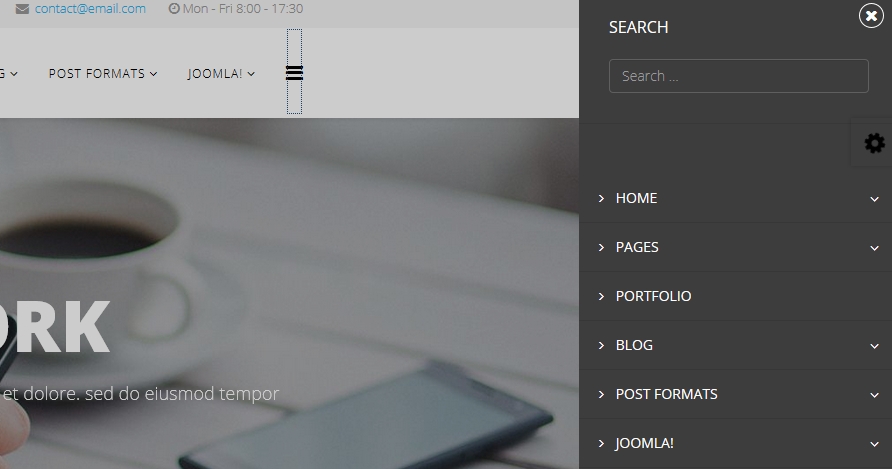 contact@email.com Mon - Fri 8:00 - 17:30
G POST FORMATS JOOMLA!
ORK
et dolore. sed do eiusmod tempor
SEARCH
Search ...
HOME
PAGES
PORTFOLIO
BLOG
POST FORMATS
JOOMLA!